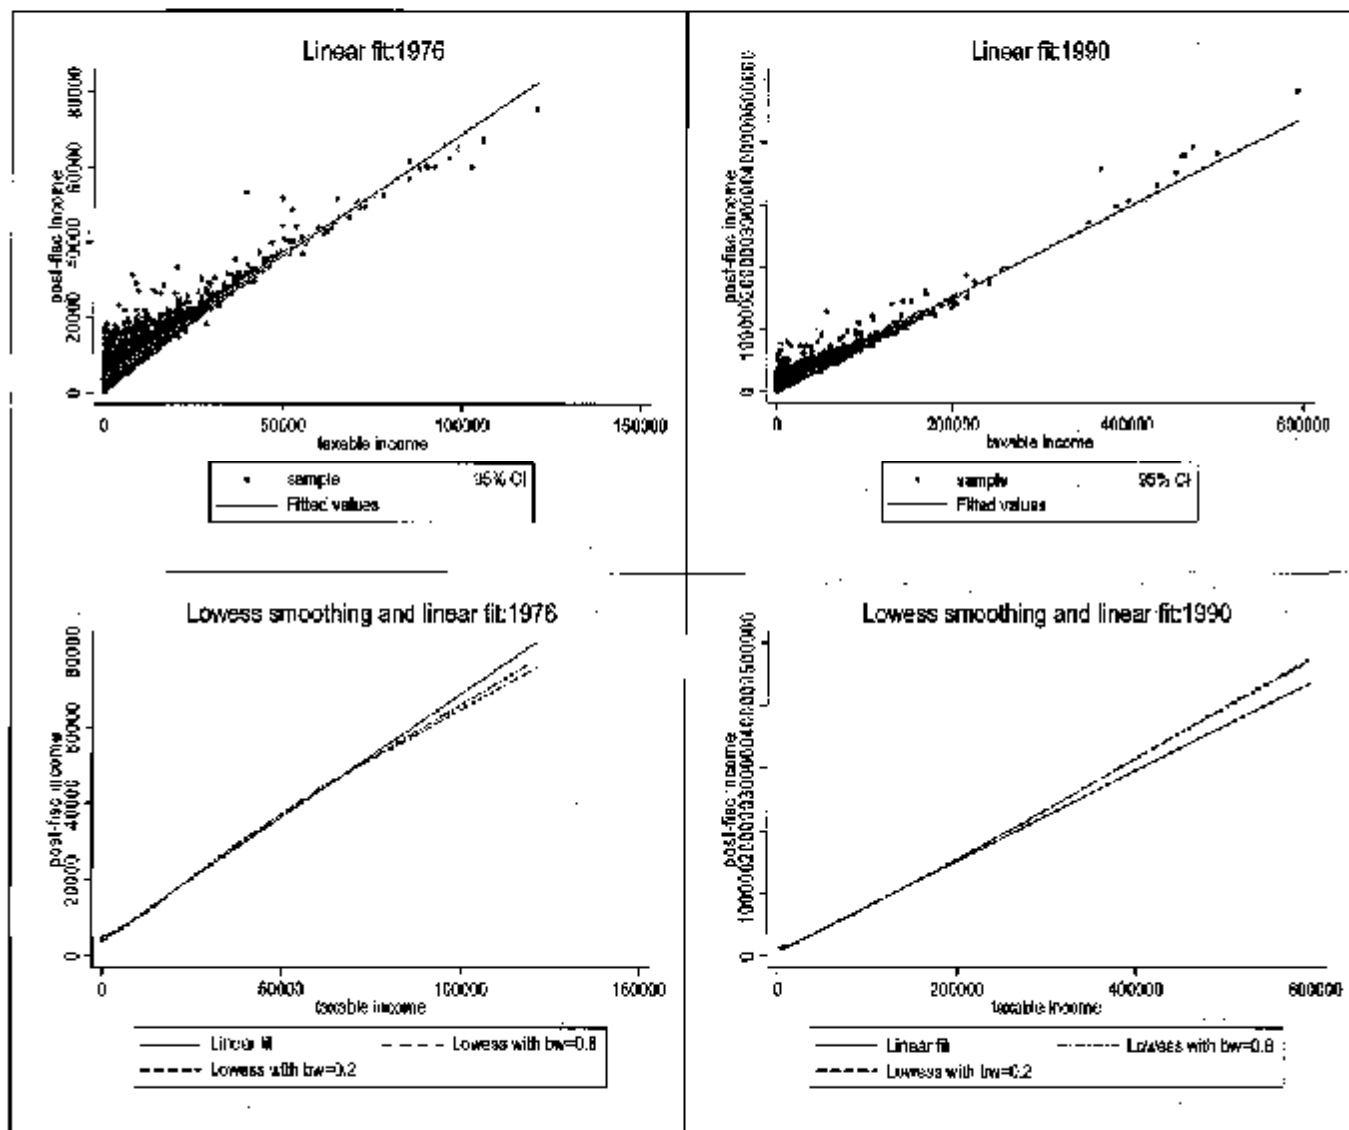 Linear fit:1976
post-fisc income
0 20000 40000 60000 80000
0 50000 100000 150000
taxable income
sample 95% CI
Fitted values
Linear fit:1990
post-fisc income
0 100000200000300000400000500000
0 200000 400000 600000
taxable income
sample 95% CI
Fitted values
Lowess smoothing and linear fit:1976
post-fisc income
0 20000 40000 60000 80000
0 50000 100000 150000
taxable income
Linear fit Lowess with bw=0.8
Lowess with bw=0.2
Lowess smoothing and linear fit:1990
post-fisc income
0 100000200000300000400000500000
0 200000 400000 600000
taxable income
Linear fit Lowess with bw=0.8
Lowess with bw=0.2